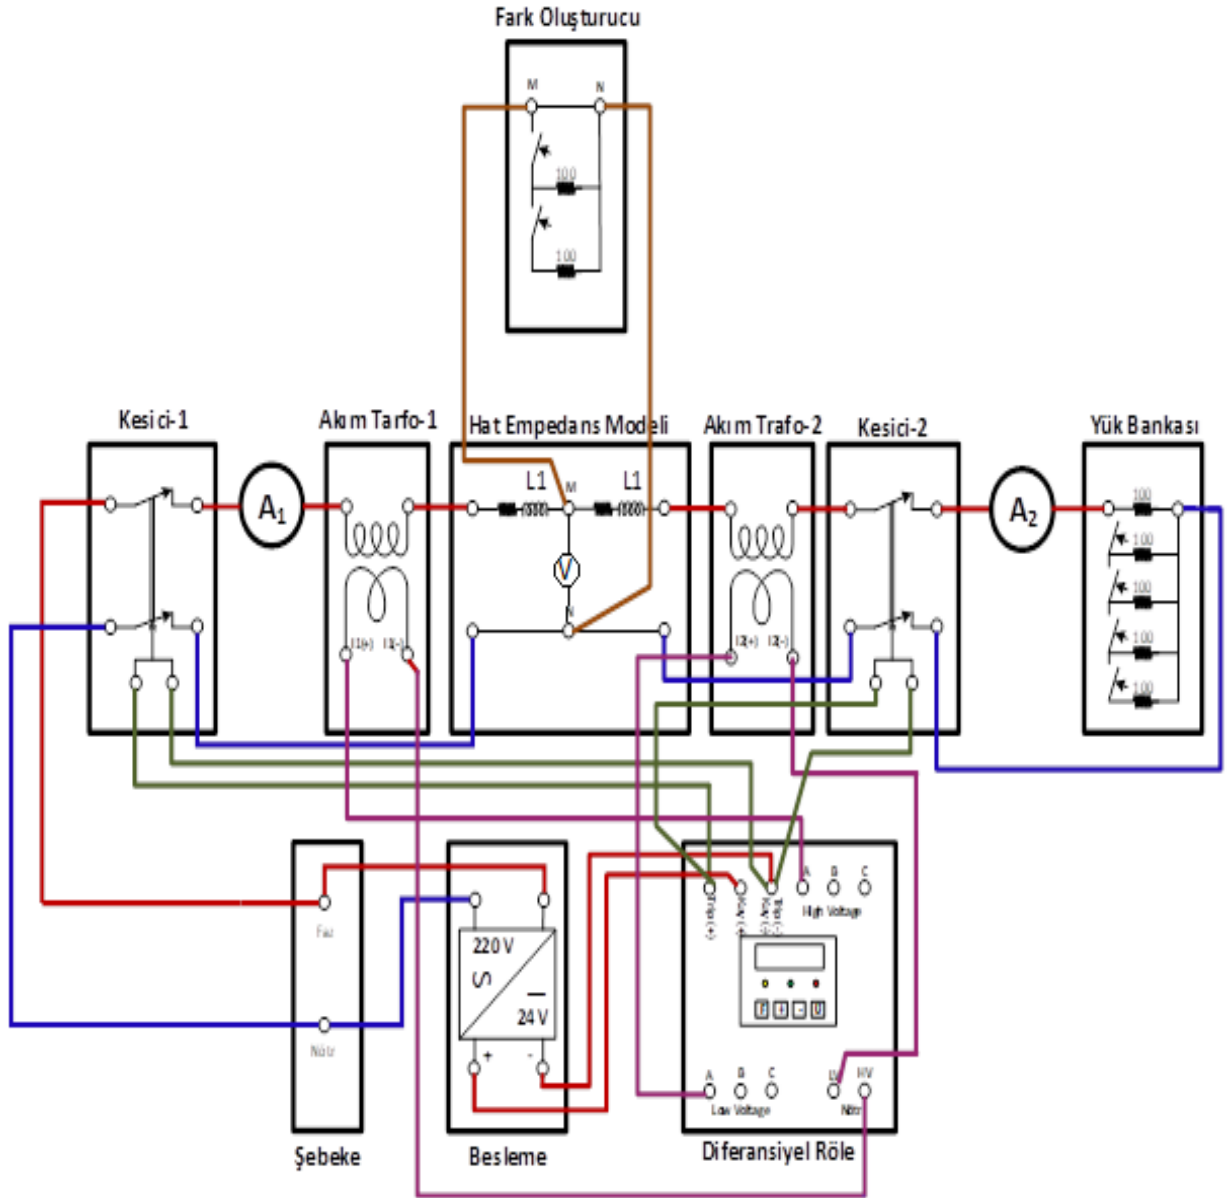 Fark Oluşturucu
M N
100
100
Kesici-1
Akım Tarfo-1
Hat Empedans Modeli
Akım Trafo-2
Kesici-2
Yük Bankası
A1
L1
M
L1
V
N
A2
100
100
100
100
100
I1(+) I1(-)
I2(+) I2(-)
Faz
Nötr
Şebeke
220 V
S
24 V
+ -
Besleme
Trip (+)
Trip (-)
A B C
High Voltage
A B C
Low Voltage
LV HV
Nötr
Diferansiyel Röle